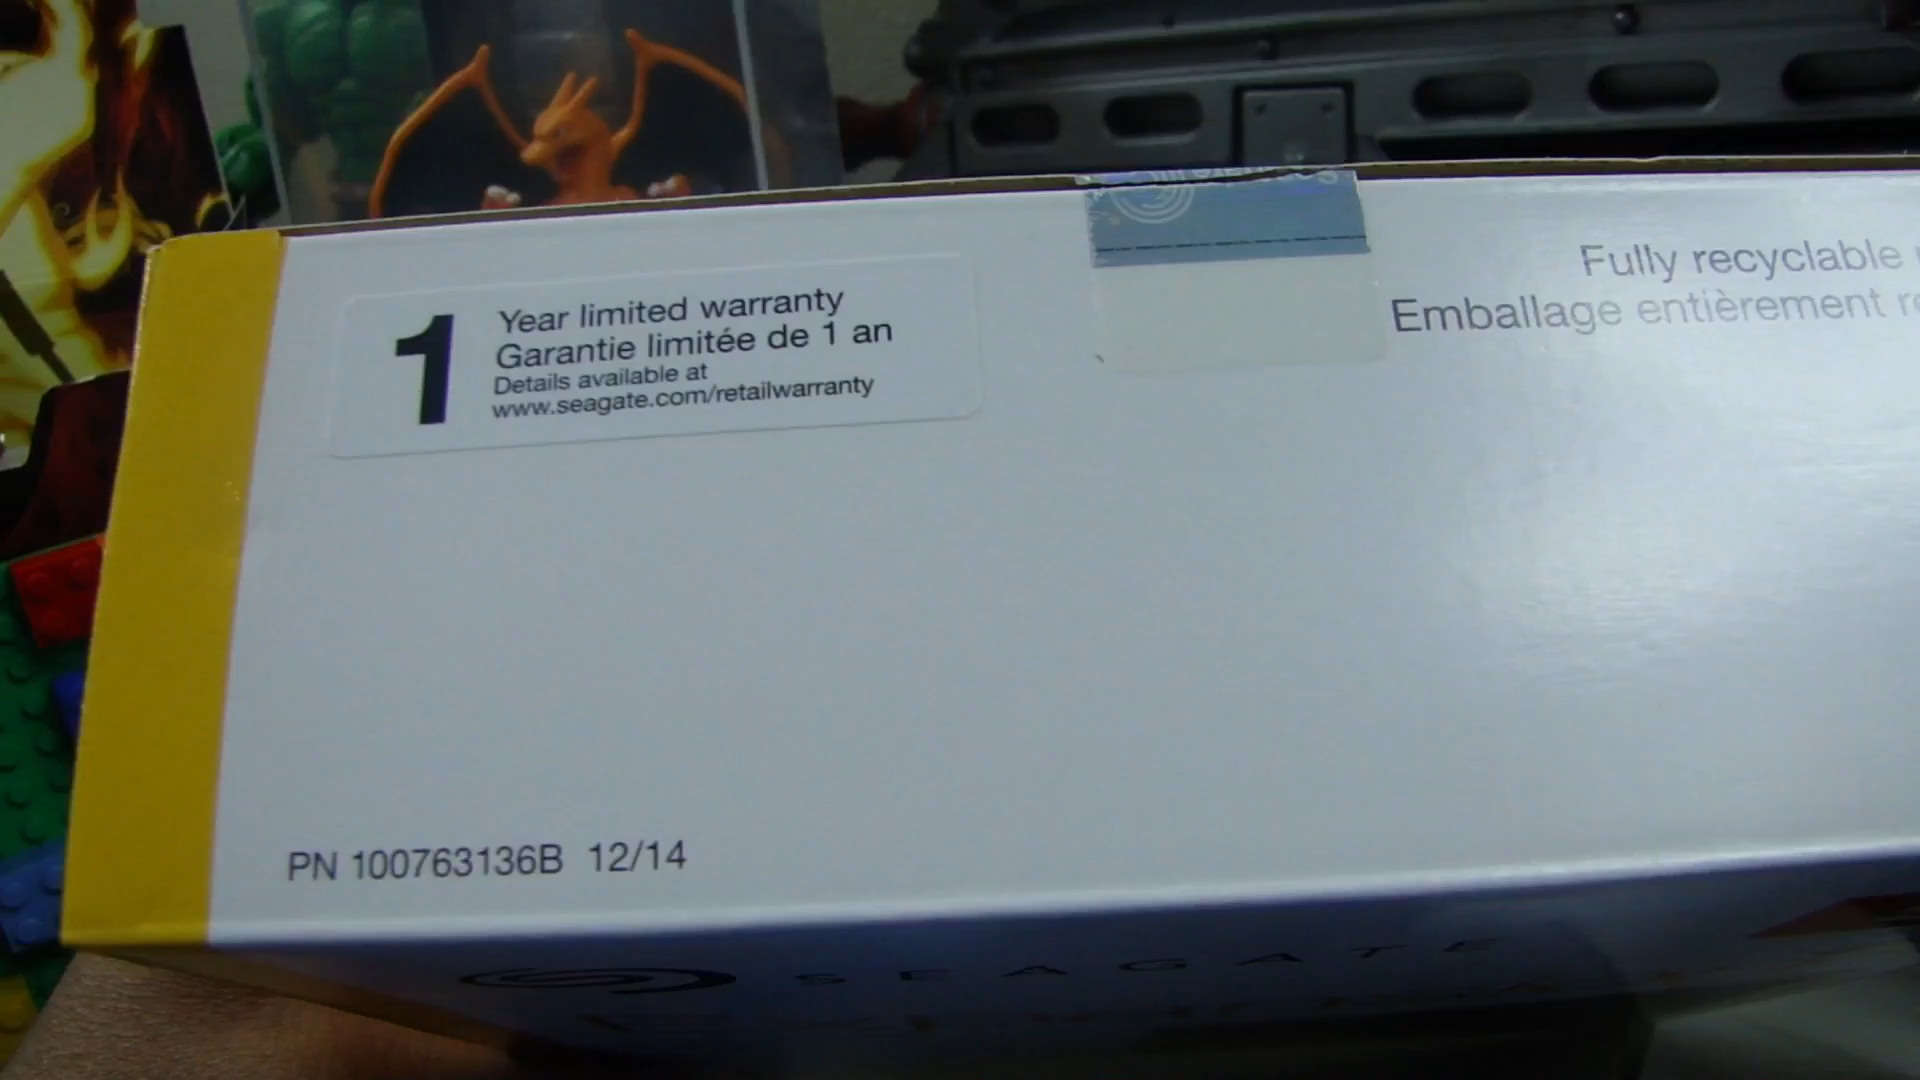 1
Year limited warranty
Garantie limitée de 1 an
Details available at
www.seagate.com/retailwarranty
Fully recyclable
Emballage entièrement
PN 100763136B 12/14
SEAGATE